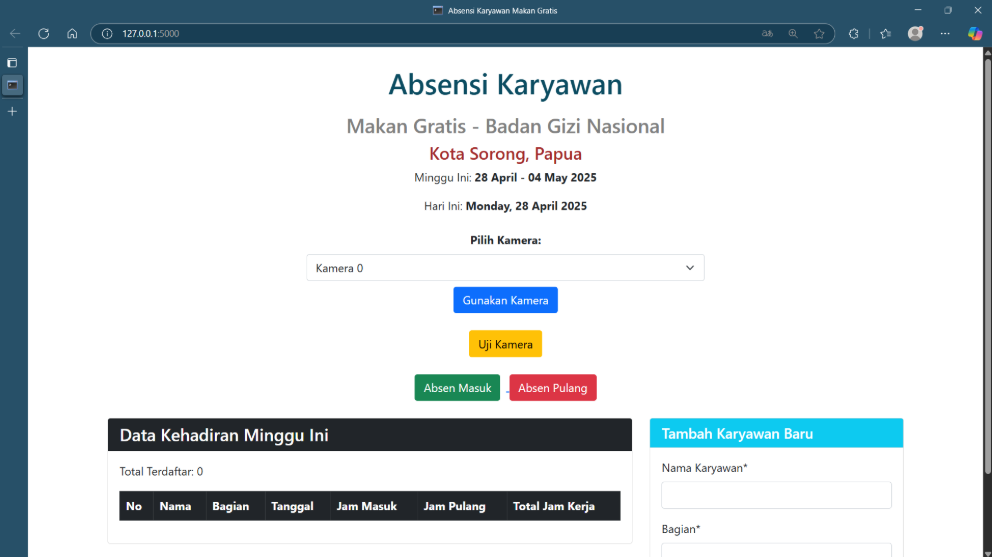 Absensi Karyawan Makan Gratis
127.0.0.1:5000
Absensi Karyawan
Makan Gratis - Badan Gizi Nasional
Kota Sorong, Papua
Minggu Ini: 28 April - 04 May 2025
Hari Ini: Monday, 28 April 2025
Pilih Kamera:
Kamera 0
Gunakan Kamera
Uji Kamera
Absen Masuk Absen Pulang
Data Kehadiran Minggu Ini
Total Terdaftar: 0
No Nama Bagian Tanggal Jam Masuk Jam Pulang Total Jam Kerja
Tambah Karyawan Baru
Nama Karyawan*
Bagian*